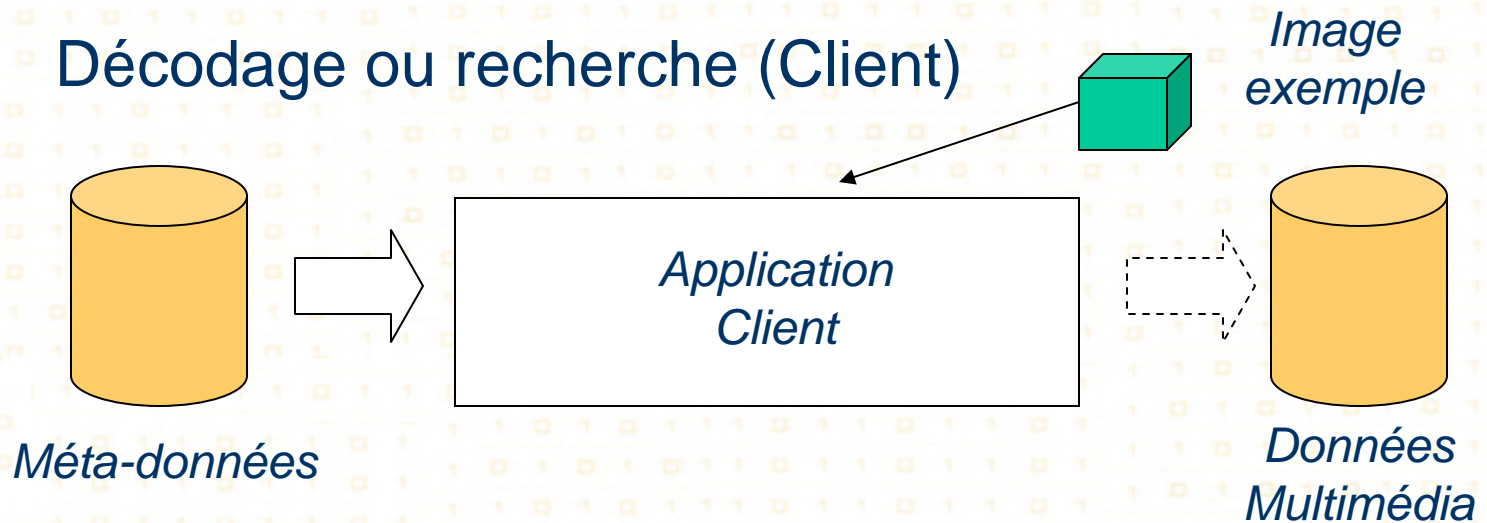 Décodage ou recherche (Client)
Image
exemple
Application
Client
Méta-données
Données
Multimédia